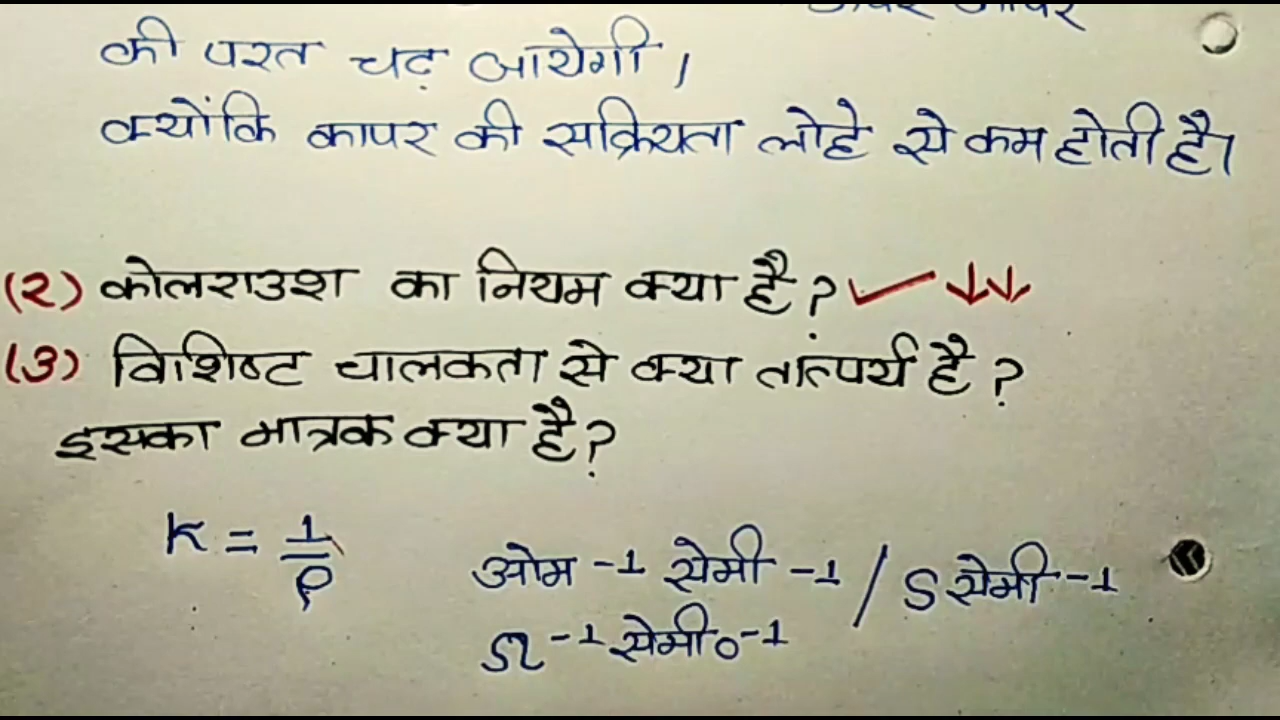 की परत चढ़ जायेगी।
क्योंकि कापर की सक्रियता लोहे से कम होती है।
(2) कोलराउश का नियम क्या है?
(3) विशिष्ट चालकता से क्या तात्पर्य है?
इसका मात्रक क्या है?
K = 1/ρ
ओम -1 सेमी -1 / S सेमी -1
Ω -1 सेमी० -1